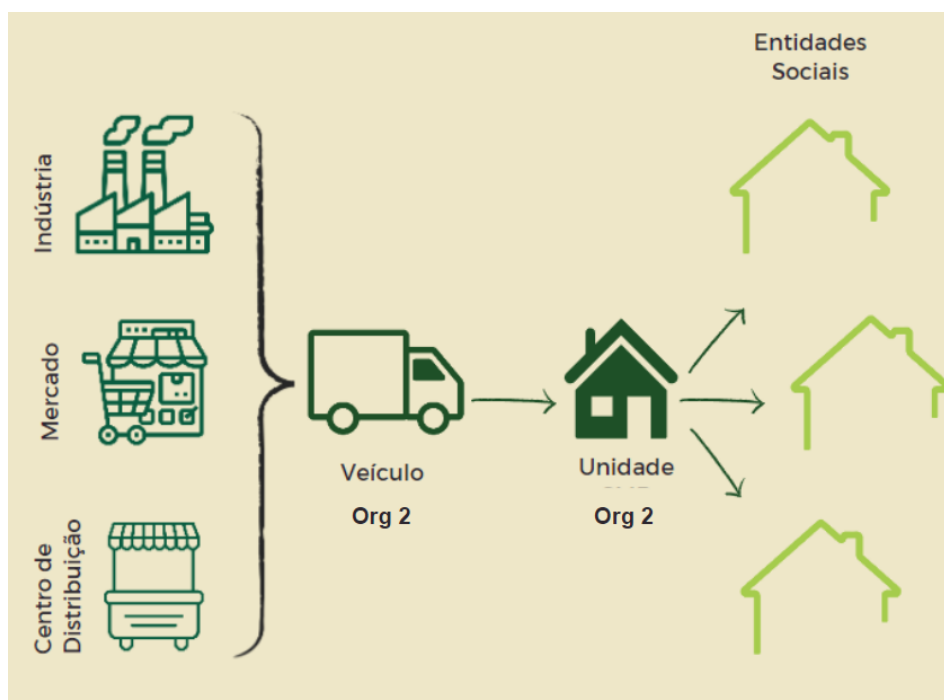 Entidades
Sociais
Indústria
Mercado
Centro de
Distribuição
Veículo
Org 2
Unidade
Org 2